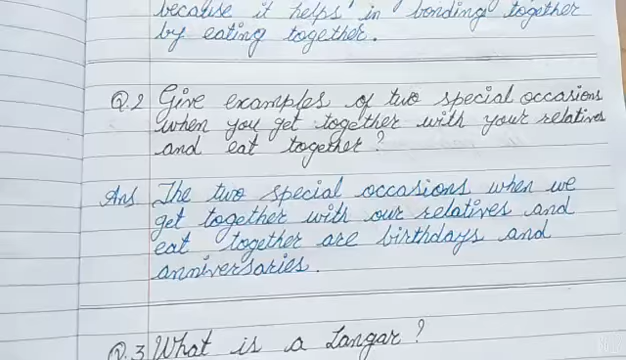 because it helps in bonding together
by eating together.
Q.2 Give examples of two special occasions
when you get together with your relatives
and eat together?
Ans The two special occasions when we
get together with our relatives and
eat together are birthdays and
anniversaries.
Q.3 What is a Langar?